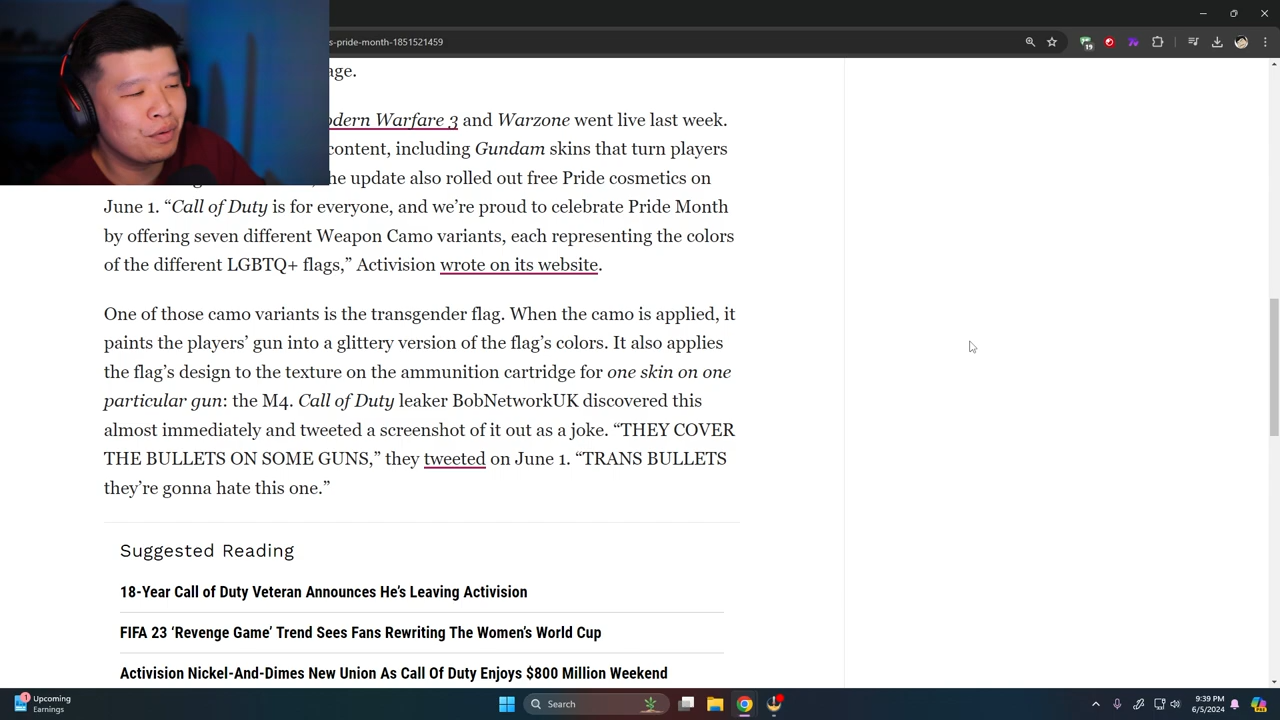 s-pride-month-1851521459
19
age.
odern Warfare 3 and Warzone went live last week.
content, including Gundam skins that turn players
he update also rolled out free Pride cosmetics on
June 1. “Call of Duty is for everyone, and we’re proud to celebrate Pride Month
by offering seven different Weapon Camo variants, each representing the colors
of the different LGBTQ+ flags,” Activision wrote on its website.
One of those camo variants is the transgender flag. When the camo is applied, it
paints the players’ gun into a glittery version of the flag’s colors. It also applies
the flag’s design to the texture on the ammunition cartridge for one skin on one
particular gun: the M4. Call of Duty leaker BobNetworkUK discovered this
almost immediately and tweeted a screenshot of it out as a joke. “THEY COVER
THE BULLETS ON SOME GUNS,” they tweeted on June 1. “TRANS BULLETS
they’re gonna hate this one.”
Suggested Reading
18-Year Call of Duty Veteran Announces He’s Leaving Activision
FIFA 23 ‘Revenge Game’ Trend Sees Fans Rewriting The Women’s World Cup
Activision Nickel-And-Dimes New Union As Call Of Duty Enjoys $800 Million Weekend
1
Upcoming
Earnings
Search
9:39 PM
6/5/2024